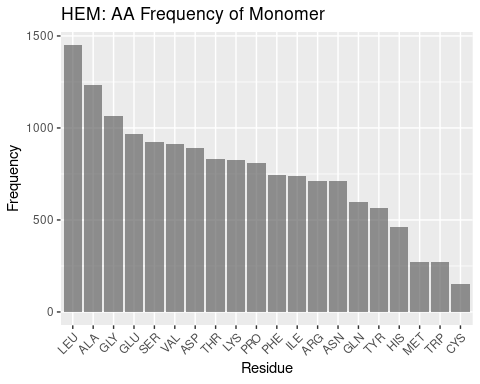 HEM: AA Frequency of Monomer
Frequency
1500
1000
500
0
LEU ALA GLY GLU SER VAL ASP THR LYS PRO PHE ILE ARG ASN GLN TYR HIS MET TRP CYS
Residue